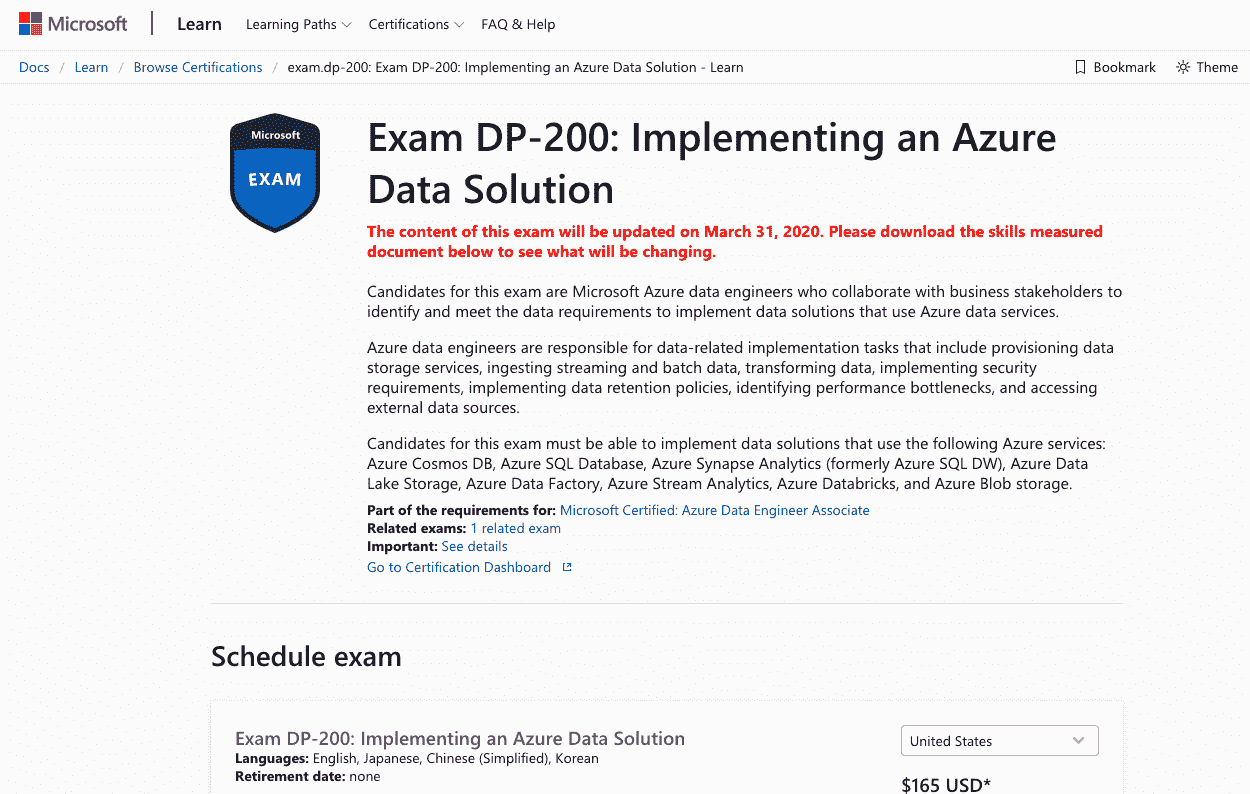 Microsoft | Learn Learning Paths Certifications FAQ & Help
Docs / Learn / Browse Certifications / exam.dp-200: Exam DP-200: Implementing an Azure Data Solution - Learn Bookmark Theme
Microsoft
EXAM
Exam DP-200: Implementing an Azure
Data Solution
The content of this exam will be updated on March 31, 2020. Please download the skills measured
document below to see what will be changing.
Candidates for this exam are Microsoft Azure data engineers who collaborate with business stakeholders to
identify and meet the data requirements to implement data solutions that use Azure data services.
Azure data engineers are responsible for data-related implementation tasks that include provisioning data
storage services, ingesting streaming and batch data, transforming data, implementing security
requirements, implementing data retention policies, identifying performance bottlenecks, and accessing
external data sources.
Candidates for this exam must be able to implement data solutions that use the following Azure services:
Azure Cosmos DB, Azure SQL Database, Azure Synapse Analytics (formerly Azure SQL DW), Azure Data
Lake Storage, Azure Data Factory, Azure Stream Analytics, Azure Databricks, and Azure Blob storage.
Part of the requirements for: Microsoft Certified: Azure Data Engineer Associate
Related exams: 1 related exam
Important: See details
Go to Certification Dashboard
Schedule exam
Exam DP-200: Implementing an Azure Data Solution
Languages: English, Japanese, Chinese (Simplified), Korean
Retirement date: none
United States
$165 USD*